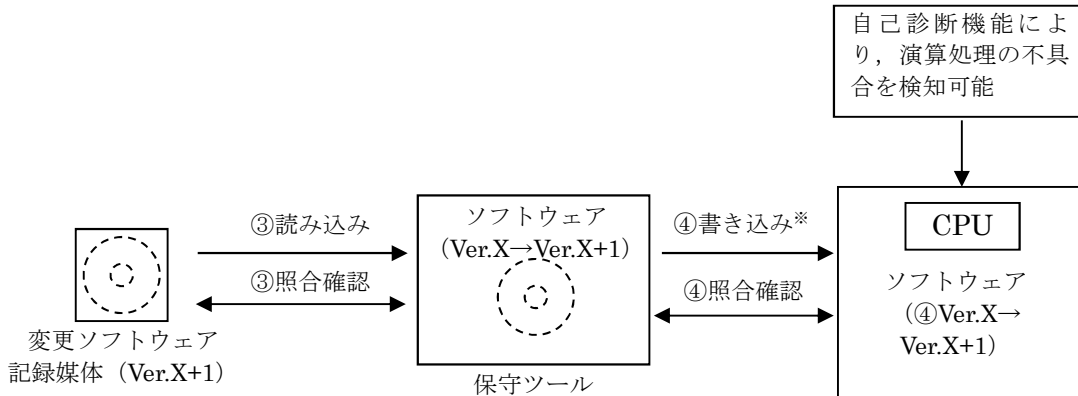 自己診断機能によ
り，演算処理の不具
合を検知可能
③読み込み
③照合確認
変更ソフトウェア
記録媒体（Ver.X+1）
ソフトウェア
（Ver.X→Ver.X+1）
保守ツール
④書き込み※
④照合確認
CPU
ソフトウェア
（④Ver.X→
Ver.X+1）